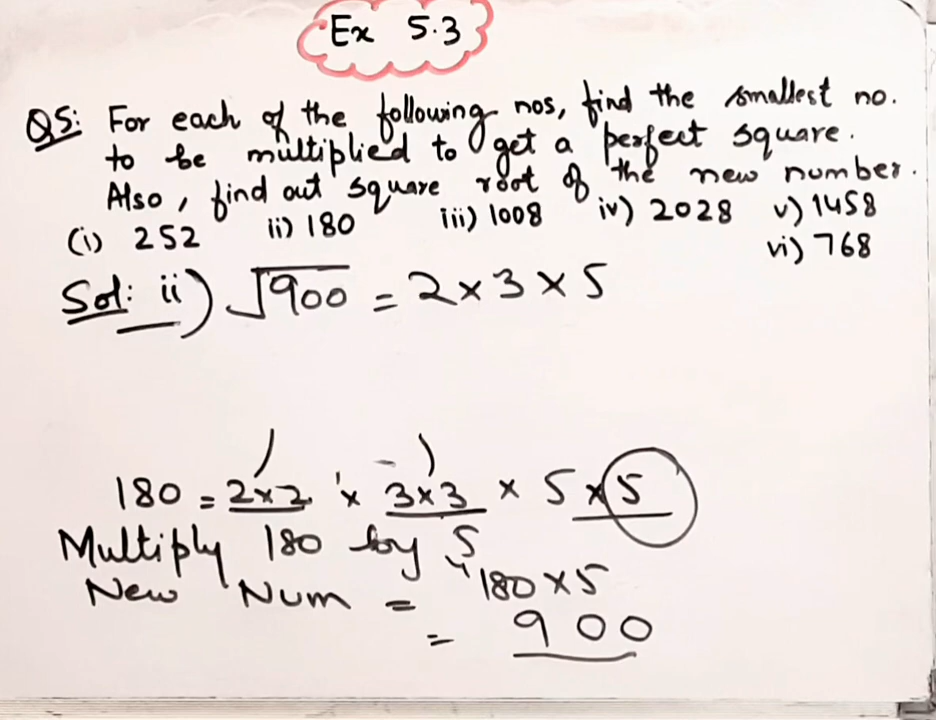 Ex 5.3
Q5: For each of the following nos, find the smallest no.
to be multiplied to get a perfect square.
Also, find out square root of the new number.
(i) 252 ii) 180 iii) 1008 iv) 2028 v) 1458
vi) 768
Sol: ii) √900 = 2×3×5
180 = 2×2 × 3×3 × 5×5
Multiply 180 by 5
New Num = 180×5
= 900